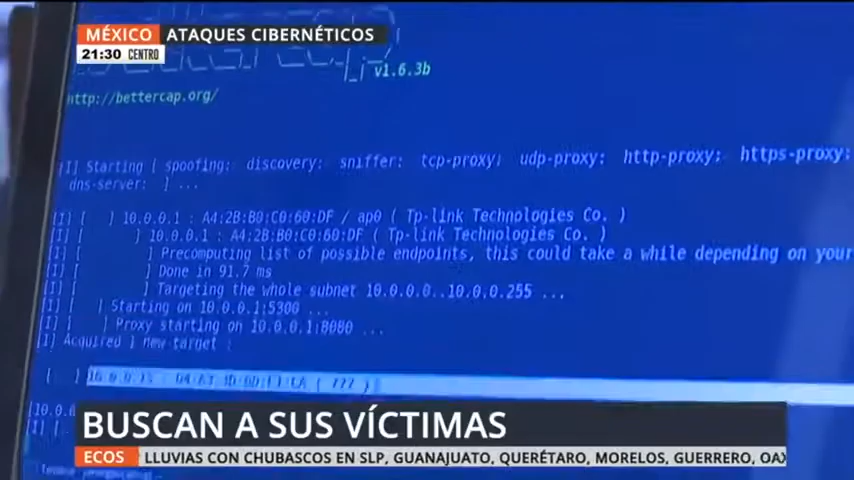 MÉXICO ATAQUES CIBERNÉTICOS
21:30 CENTRO
v1.6.3b
http://bettercap.org/
[I] Starting [ spoofing: discovery: sniffer: tcp-proxy: udp-proxy: http-proxy: https-proxy:
dns-server: ] ...
[I] [ ] 10.0.0.1 : A4:2B:B0:C0:60:DF / ap0 ( Tp-link Technologies Co. )
[I] [ ] 10.0.0.1 : A4:2B:B0:C0:60:DF ( Tp-link Technologies Co. )
[I] [ ] Precomputing list of possible endpoints, this could take a while depending on your
[I] [ ] Done in 91.7 ms
[I] [ ] Targeting the whole subnet 10.0.0.0..10.0.0.255 ...
[I] [ ] Starting on 10.0.0.1:5300 ...
[I] [ ] Proxy starting on 10.0.0.1:8080 ...
[I] Acquired ] new target :
[10.0.0
[I] [
BUSCAN A SUS VÍCTIMAS
ECOS LLUVIAS CON CHUBASCOS EN SLP, GUANAJUATO, QUERÉTARO, MORELOS, GUERRERO, OAX